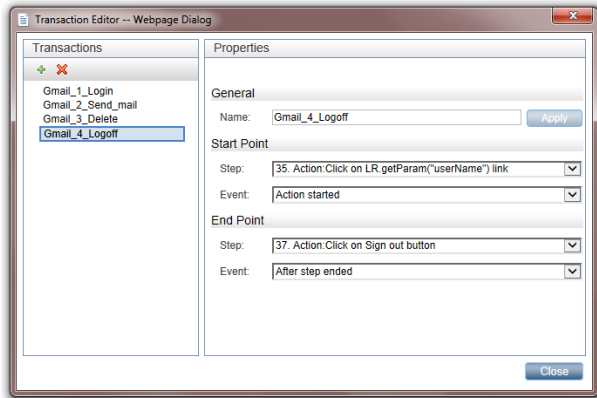 Transaction Editor -- Webpage Dialog
Transactions
Gmail_1_Login
Gmail_2_Send_mail
Gmail_3_Delete
Gmail_4_Logoff
Properties
General
Name: Gmail_4_Logoff Apply
Start Point
Step: 35. Action:Click on LR.getParam("userName") link
Event: Action started
End Point
Step: 37. Action:Click on Sign out button
Event: After step ended
Close